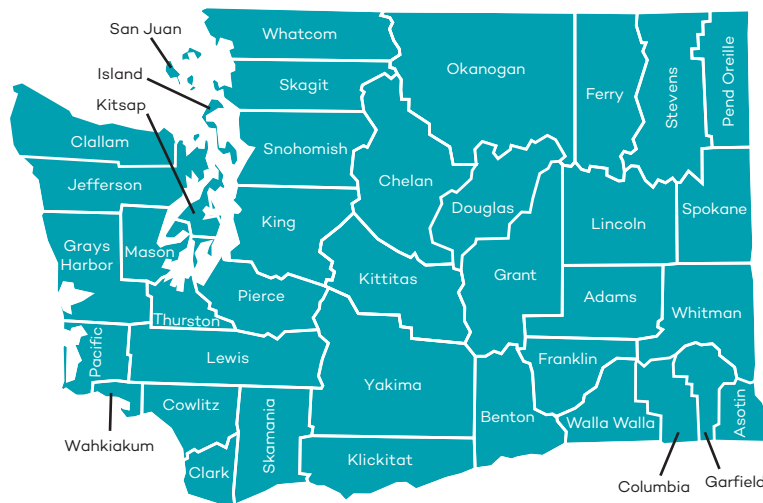 San Juan
Whatcom
Okanogan
Ferry
Stevens
Pend Oreille
Island
Skagit
Kitsap
Clallam
Snohomish
Jefferson
Chelan
Douglas
Lincoln
Spokane
King
Grays
Harbor
Mason
Kittitas
Grant
Adams
Pierce
Whitman
Thurston
Pacific
Lewis
Franklin
Yakima
Cowlitz
Skamania
Benton
Walla Walla
Asotin
Wahkiakum
Clark
Klickitat
Columbia
Garfield